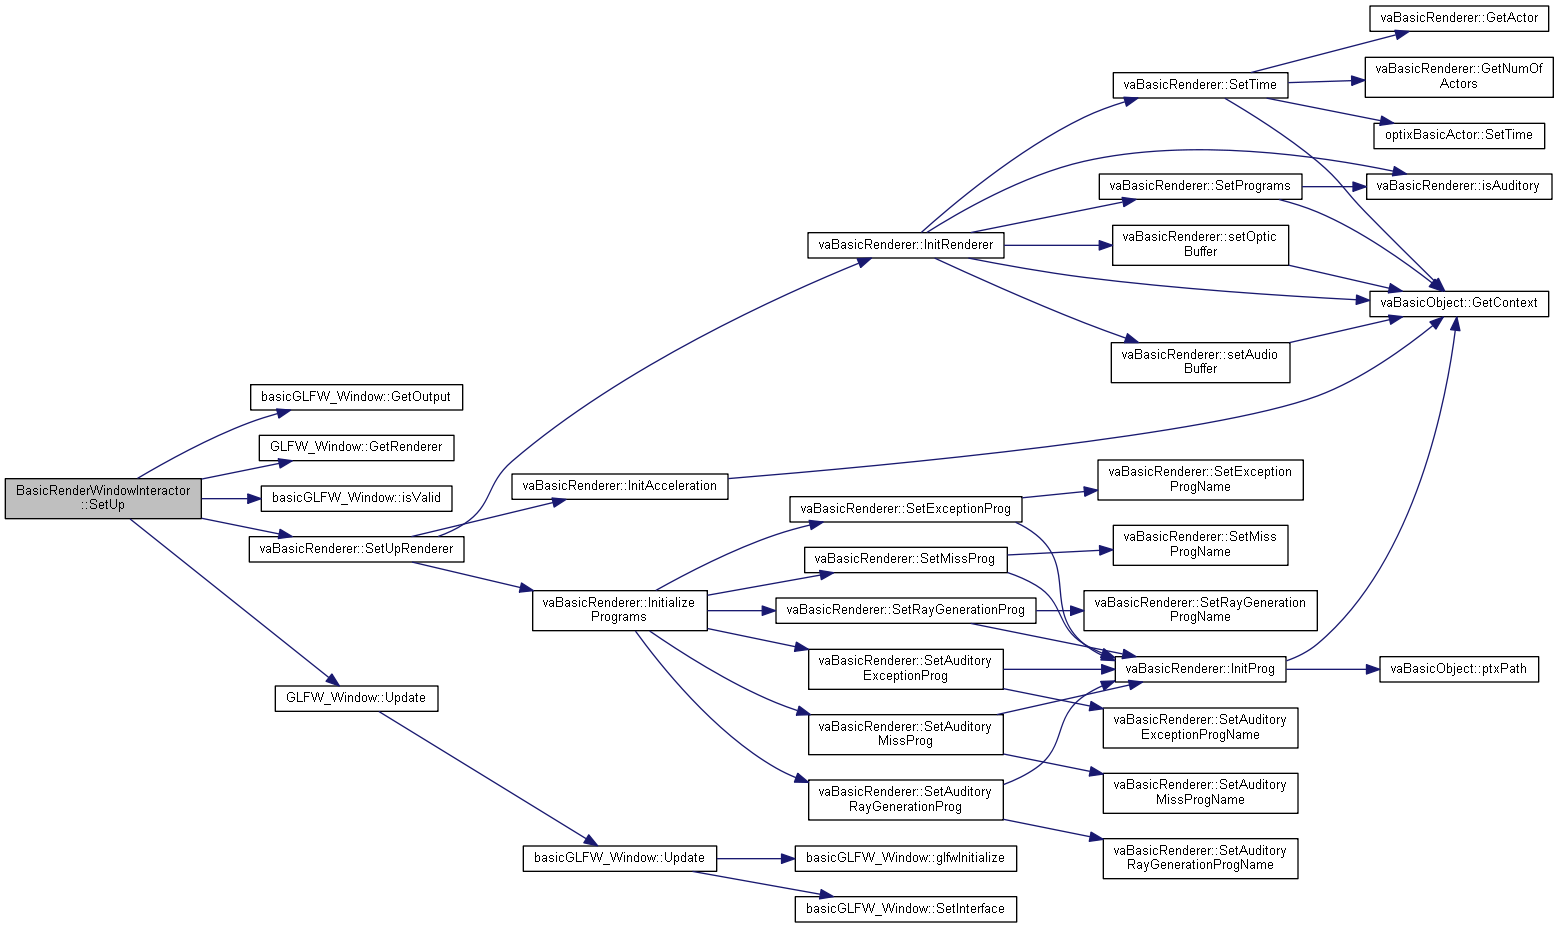 BasicRenderWindowInteractor
::SetUp
basicGLFW_Window::GetOutput
GLFW_Window::GetRenderer
basicGLFW_Window::isValid
vaBasicRenderer::SetUpRenderer
GLFW_Window::Update
vaBasicRenderer::InitAcceleration
vaBasicRenderer::Initialize
Programs
basicGLFW_Window::Update
vaBasicRenderer::InitRenderer
vaBasicRenderer::SetExceptionProg
vaBasicRenderer::SetMissProg
vaBasicRenderer::SetRayGenerationProg
vaBasicRenderer::SetAuditory
ExceptionProg
vaBasicRenderer::SetAuditory
MissProg
vaBasicRenderer::SetAuditory
RayGenerationProg
basicGLFW_Window::glfwInitialize
basicGLFW_Window::SetInterface
vaBasicRenderer::SetTime
vaBasicRenderer::SetPrograms
vaBasicRenderer::setOptic
Buffer
vaBasicRenderer::setAudio
Buffer
vaBasicRenderer::SetException
ProgName
vaBasicRenderer::SetMiss
ProgName
vaBasicRenderer::SetRayGeneration
ProgName
vaBasicRenderer::InitProg
vaBasicRenderer::SetAuditory
ExceptionProgName
vaBasicRenderer::SetAuditory
MissProgName
vaBasicRenderer::SetAuditory
RayGenerationProgName
vaBasicRenderer::GetActor
vaBasicRenderer::GetNumOf
Actors
optixBasicActor::SetTime
vaBasicRenderer::isAuditory
vaBasicObject::GetContext
vaBasicObject::ptxPath